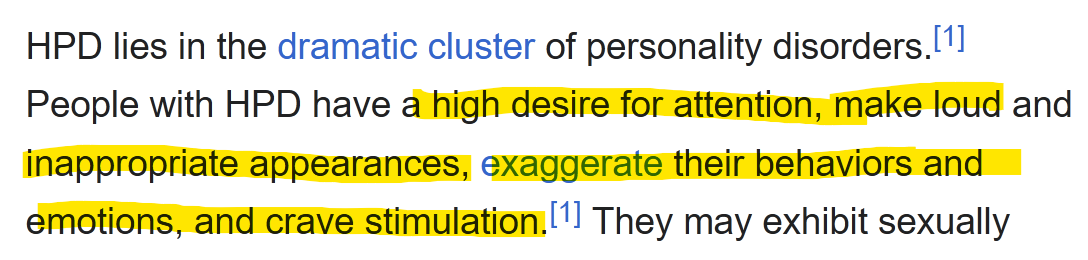 HPD lies in the dramatic cluster of personality disorders.[1]
People with HPD have a high desire for attention, make loud and
inappropriate appearances, exaggerate their behaviors and
emotions, and crave stimulation.[1] They may exhibit sexually